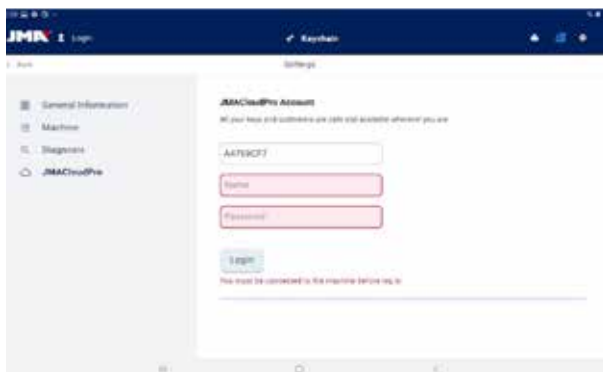 JMA Login
Keychain
Back
Settings
General Information
Machine
Diagnosis
JMACloudPro
JMACloudPro Account
All your keys and customers are safe and available wherever you are
Name
Password
Login
You must be connected to the machine before log in